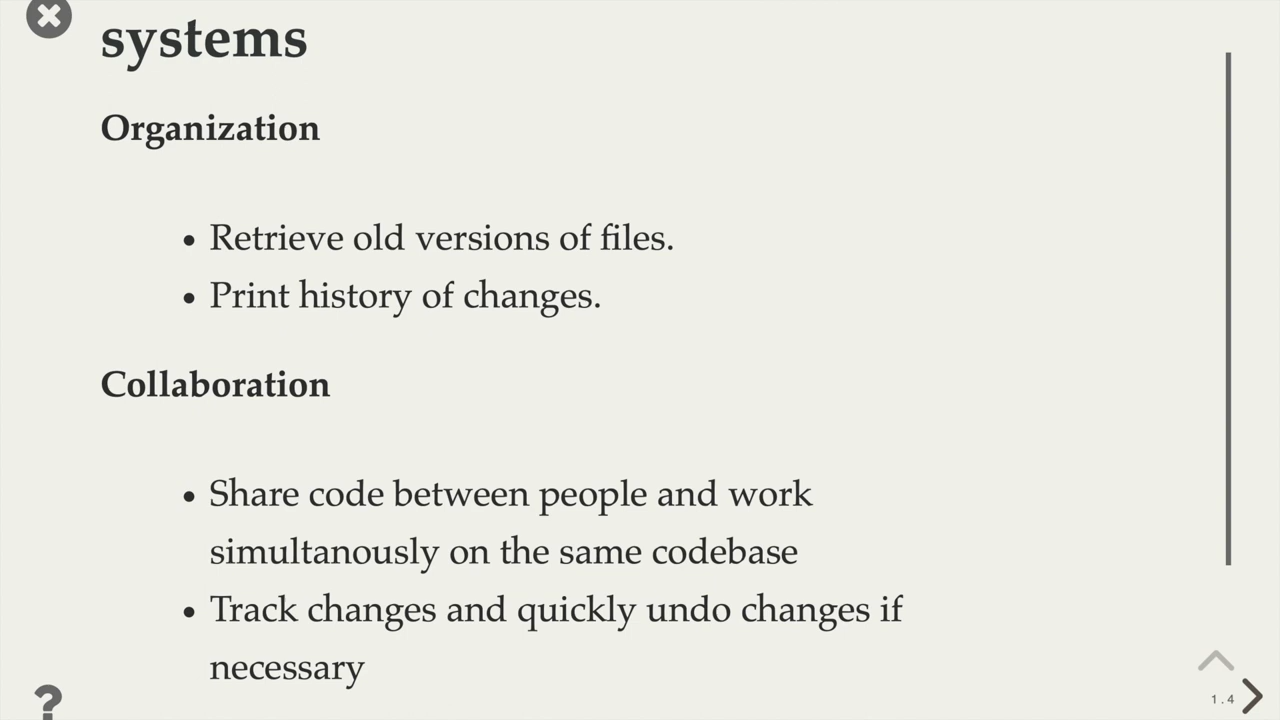 systems
Organization
• Retrieve old versions of files.
• Print history of changes.
Collaboration
• Share code between people and work
simultanously on the same codebase
• Track changes and quickly undo changes if
necessary
?
1.4